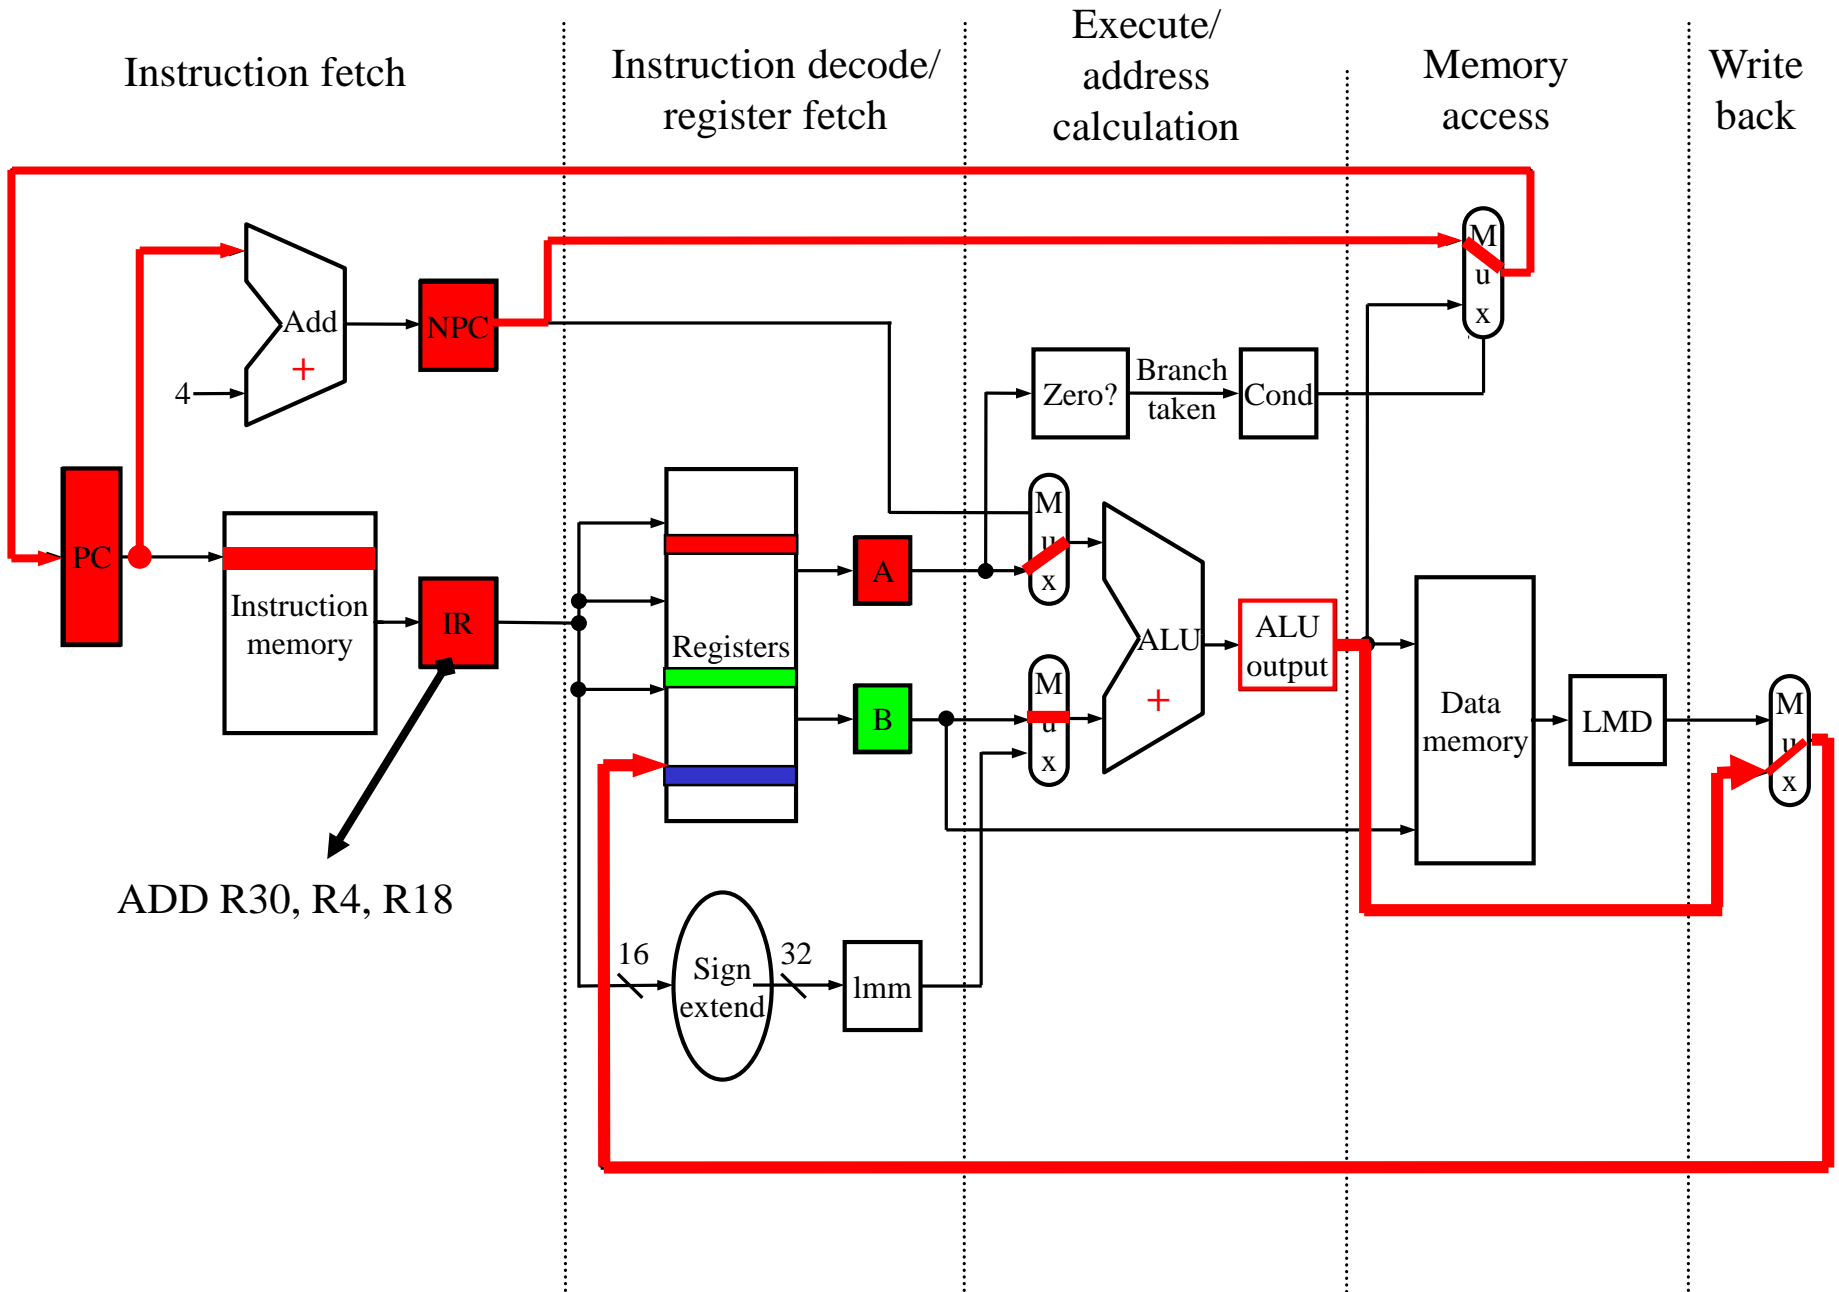 Instruction fetch
Instruction decode/
register fetch
Execute/
address
calculation
Memory
access
Write
back
M
u
x
Add
+
NPC
4
Zero?
Branch
taken
Cond
PC
Instruction
memory
IR
Registers
A
B
M
u
x
M
u
x
ALU
+
ALU
output
Data
memory
LMD
M
u
x
ADD R30, R4, R18
16
Sign
extend
32
lmm